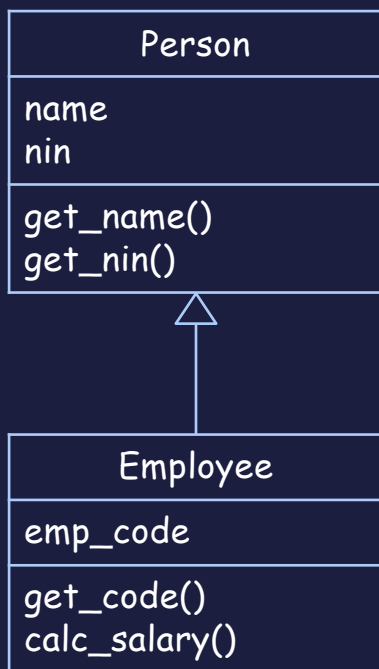 Person
name
nin
get_name()
get_nin()
Employee
emp_code
get_code()
calc_salary()